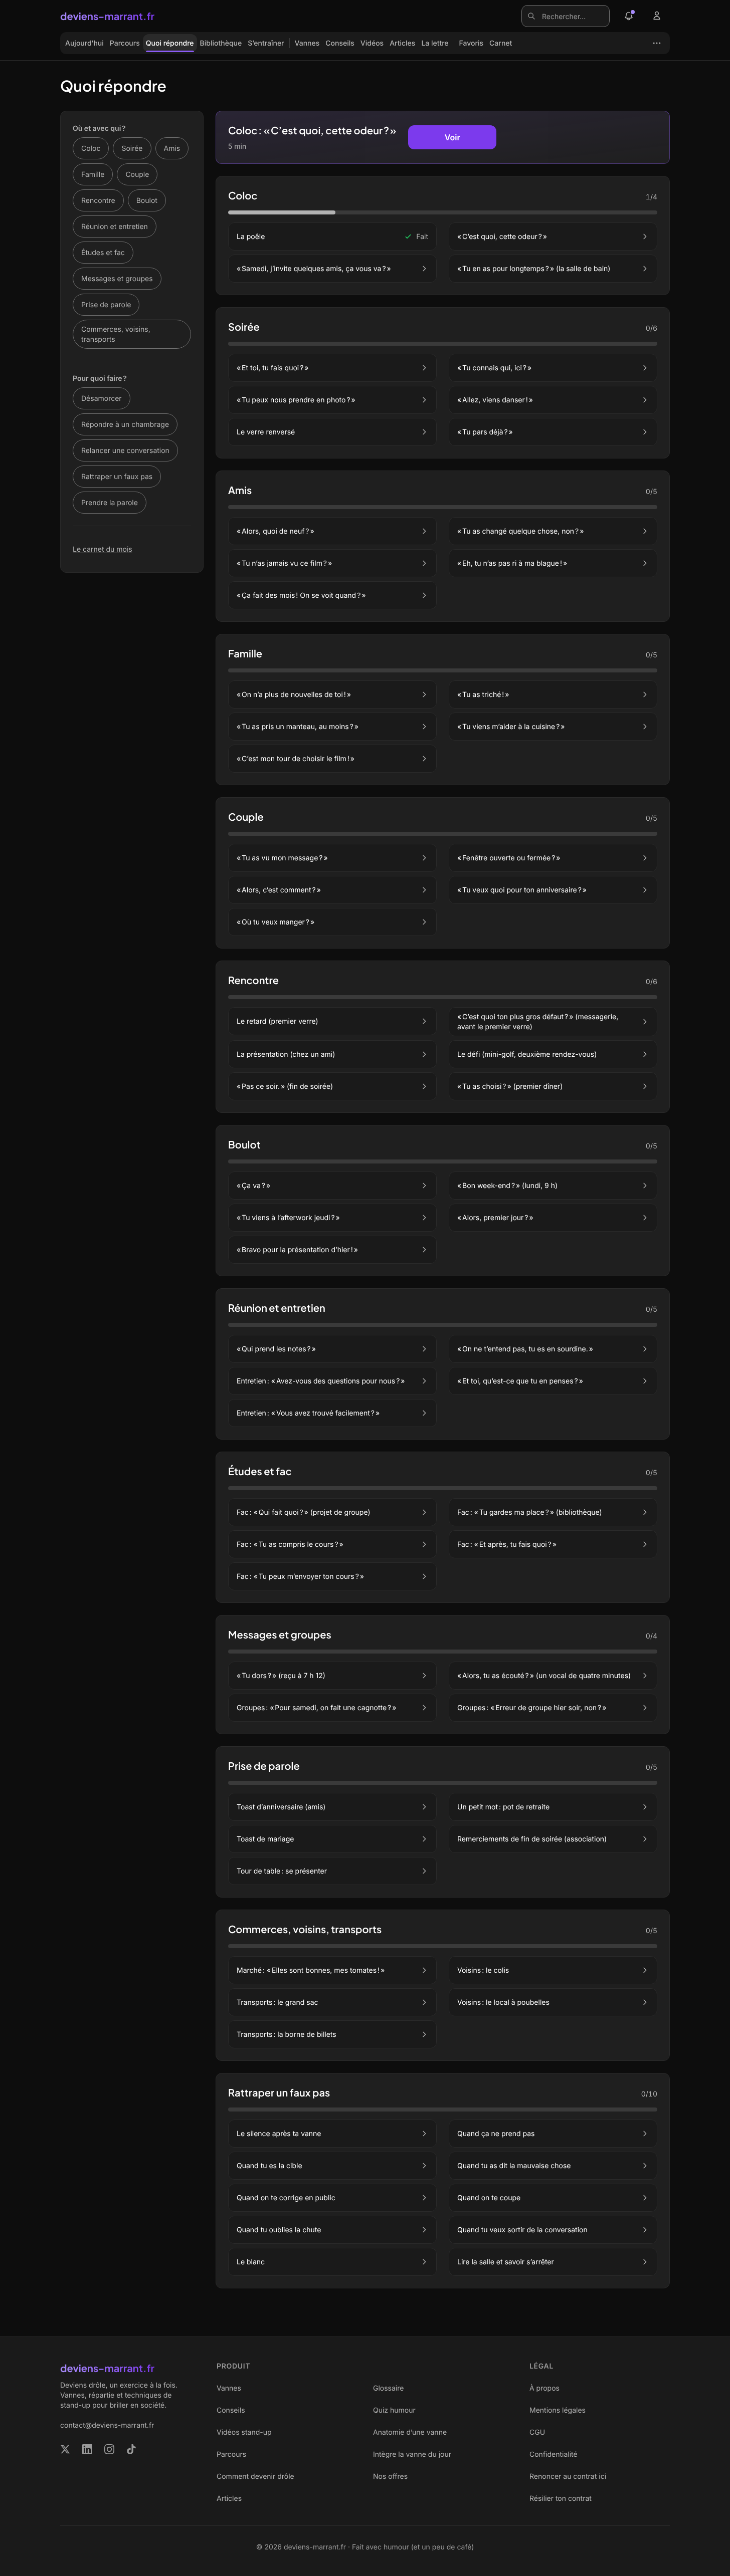 deviens-marrant.fr
Rechercher...
Aujourd'hui Parcours Quoi répondre Bibliothèque S'entraîner Vannes Conseils Vidéos Articles La lettre Favoris Carnet
Quoi répondre
Où et avec qui ?
Coloc Soirée Amis
Famille Couple
Rencontre Boulot
Réunion et entretien
Études et fac
Messages et groupes
Prise de parole
Commerces, voisins,
transports
Pour quoi faire ?
Désamorcer
Répondre à un chambrage
Relancer une conversation
Rattraper un faux pas
Prendre la parole
Le carnet du mois
Coloc : « C'est quoi, cette odeur ? »
5 min
Voir
Coloc 1/4
La poêle Fait
« C'est quoi, cette odeur ? »
« Samedi, j'invite quelques amis, ça vous va ? »
« Tu en as pour longtemps ? » (la salle de bain)
Soirée 0/6
« Et toi, tu fais quoi ? »
« Tu connais qui, ici ? »
« Tu peux nous prendre en photo ? »
« Allez, viens danser ! »
Le verre renversé
« Tu pars déjà ? »
Amis 0/5
« Alors, quoi de neuf ? »
« Tu as changé quelque chose, non ? »
« Tu n'as jamais vu ce film ? »
« Eh, tu n'as pas ri à ma blague ! »
« Ça fait des mois ! On se voit quand ? »
Famille 0/5
« On n'a plus de nouvelles de toi ! »
« Tu as triché ! »
« Tu as pris un manteau, au moins ? »
« Tu viens m'aider à la cuisine ? »
« C'est mon tour de choisir le film ! »
Couple 0/5
« Tu as vu mon message ? »
« Fenêtre ouverte ou fermée ? »
« Alors, c'est comment ? »
« Tu veux quoi pour ton anniversaire ? »
« Où tu veux manger ? »
Rencontre 0/6
Le retard (premier verre)
« C'est quoi ton plus gros défaut ? » (messagerie,
avant le premier verre)
La présentation (chez un ami)
Le défi (mini-golf, deuxième rendez-vous)
« Pas ce soir. » (fin de soirée)
« Tu as choisi ? » (premier dîner)
Boulot 0/5
« Ça va ? »
« Bon week-end ? » (lundi, 9 h)
« Tu viens à l'afterwork jeudi ? »
« Alors, premier jour ? »
« Bravo pour la présentation d'hier ! »
Réunion et entretien 0/5
« Qui prend les notes ? »
« On ne t'entend pas, tu es en sourdine. »
Entretien : « Avez-vous des questions pour nous ? »
« Et toi, qu'est-ce que tu en penses ? »
Entretien : « Vous avez trouvé facilement ? »
Études et fac 0/5
Fac : « Qui fait quoi ? » (projet de groupe)
Fac : « Tu gardes ma place ? » (bibliothèque)
Fac : « Tu as compris le cours ? »
Fac : « Et après, tu fais quoi ? »
Fac : « Tu peux m'envoyer ton cours ? »
Messages et groupes 0/4
« Tu dors ? » (reçu à 7 h 12)
« Alors, tu as écouté ? » (un vocal de quatre minutes)
Groupes : « Pour samedi, on fait une cagnotte ? »
Groupes : « Erreur de groupe hier soir, non ? »
Prise de parole 0/5
Toast d'anniversaire (amis)
Un petit mot : pot de retraite
Toast de mariage
Remerciements de fin de soirée (association)
Tour de table : se présenter
Commerces, voisins, transports 0/5
Marché : « Elles sont bonnes, mes tomates ! »
Voisins : le colis
Transports : le grand sac
Voisins : le local à poubelles
Transports : la borne de billets
Rattraper un faux pas 0/10
Le silence après ta vanne
Quand ça ne prend pas
Quand tu es la cible
Quand tu as dit la mauvaise chose
Quand on te corrige en public
Quand on te coupe
Quand tu oublies la chute
Quand tu veux sortir de la conversation
Le blanc
Lire la salle et savoir s'arrêter
deviens-marrant.fr
Deviens drôle, un exercice à la fois.
Vannes, répartie et techniques de
stand-up pour briller en société.
contact@deviens-marrant.fr
PRODUIT
Vannes
Conseils
Vidéos stand-up
Parcours
Comment devenir drôle
Articles
Glossaire
Quiz humour
Anatomie d'une vanne
Intègre la vanne du jour
Nos offres
LÉGAL
À propos
Mentions légales
CGU
Confidentialité
Renoncer au contrat ici
Résilier ton contrat
© 2026 deviens-marrant.fr · Fait avec humour (et un peu de café)